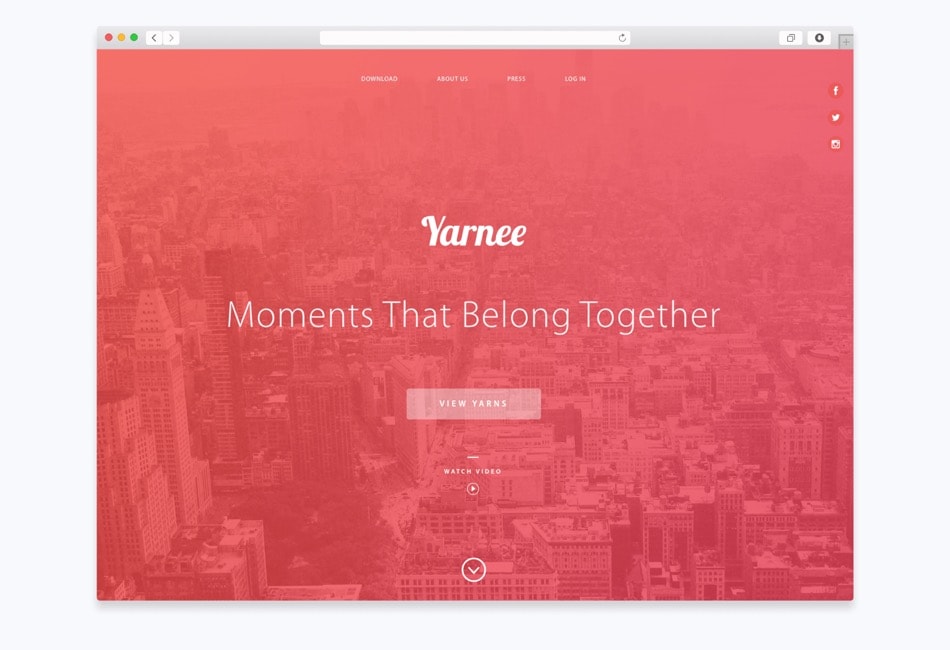 DOWNLOAD ABOUT US PRESS LOG IN
Yarnee
Moments That Belong Together
VIEW YARNS
WATCH VIDEO